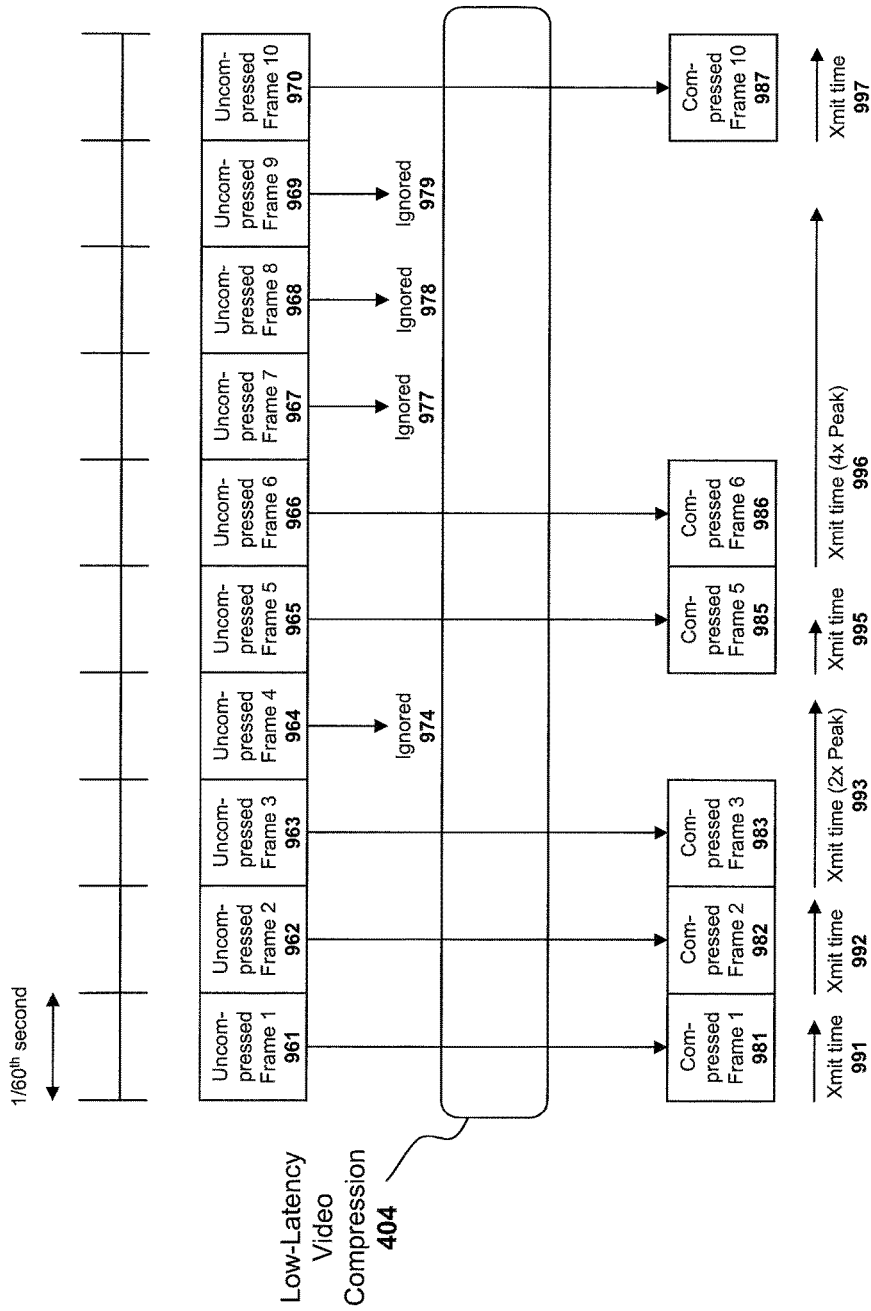 1/60th second
Uncom-
pressed
Frame 1
961
Uncom-
pressed
Frame 2
962
Uncom-
pressed
Frame 3
963
Uncom-
pressed
Frame 4
964
Uncom-
pressed
Frame 5
965
Uncom-
pressed
Frame 6
966
Uncom-
pressed
Frame 7
967
Uncom-
pressed
Frame 8
968
Uncom-
pressed
Frame 9
969
Uncom-
pressed
Frame 10
970
Ignored
974
Ignored
977
Ignored
978
Ignored
979
Low-Latency
Video
Compression
404
Com-
pressed
Frame 1
981
Com-
pressed
Frame 2
982
Com-
pressed
Frame 3
983
Com-
pressed
Frame 5
985
Com-
pressed
Frame 6
986
Com-
pressed
Frame 10
987
Xmit time
991
Xmit time
992
Xmit time (2x Peak)
993
Xmit time
995
Xmit time (4x Peak)
996
Xmit time
997